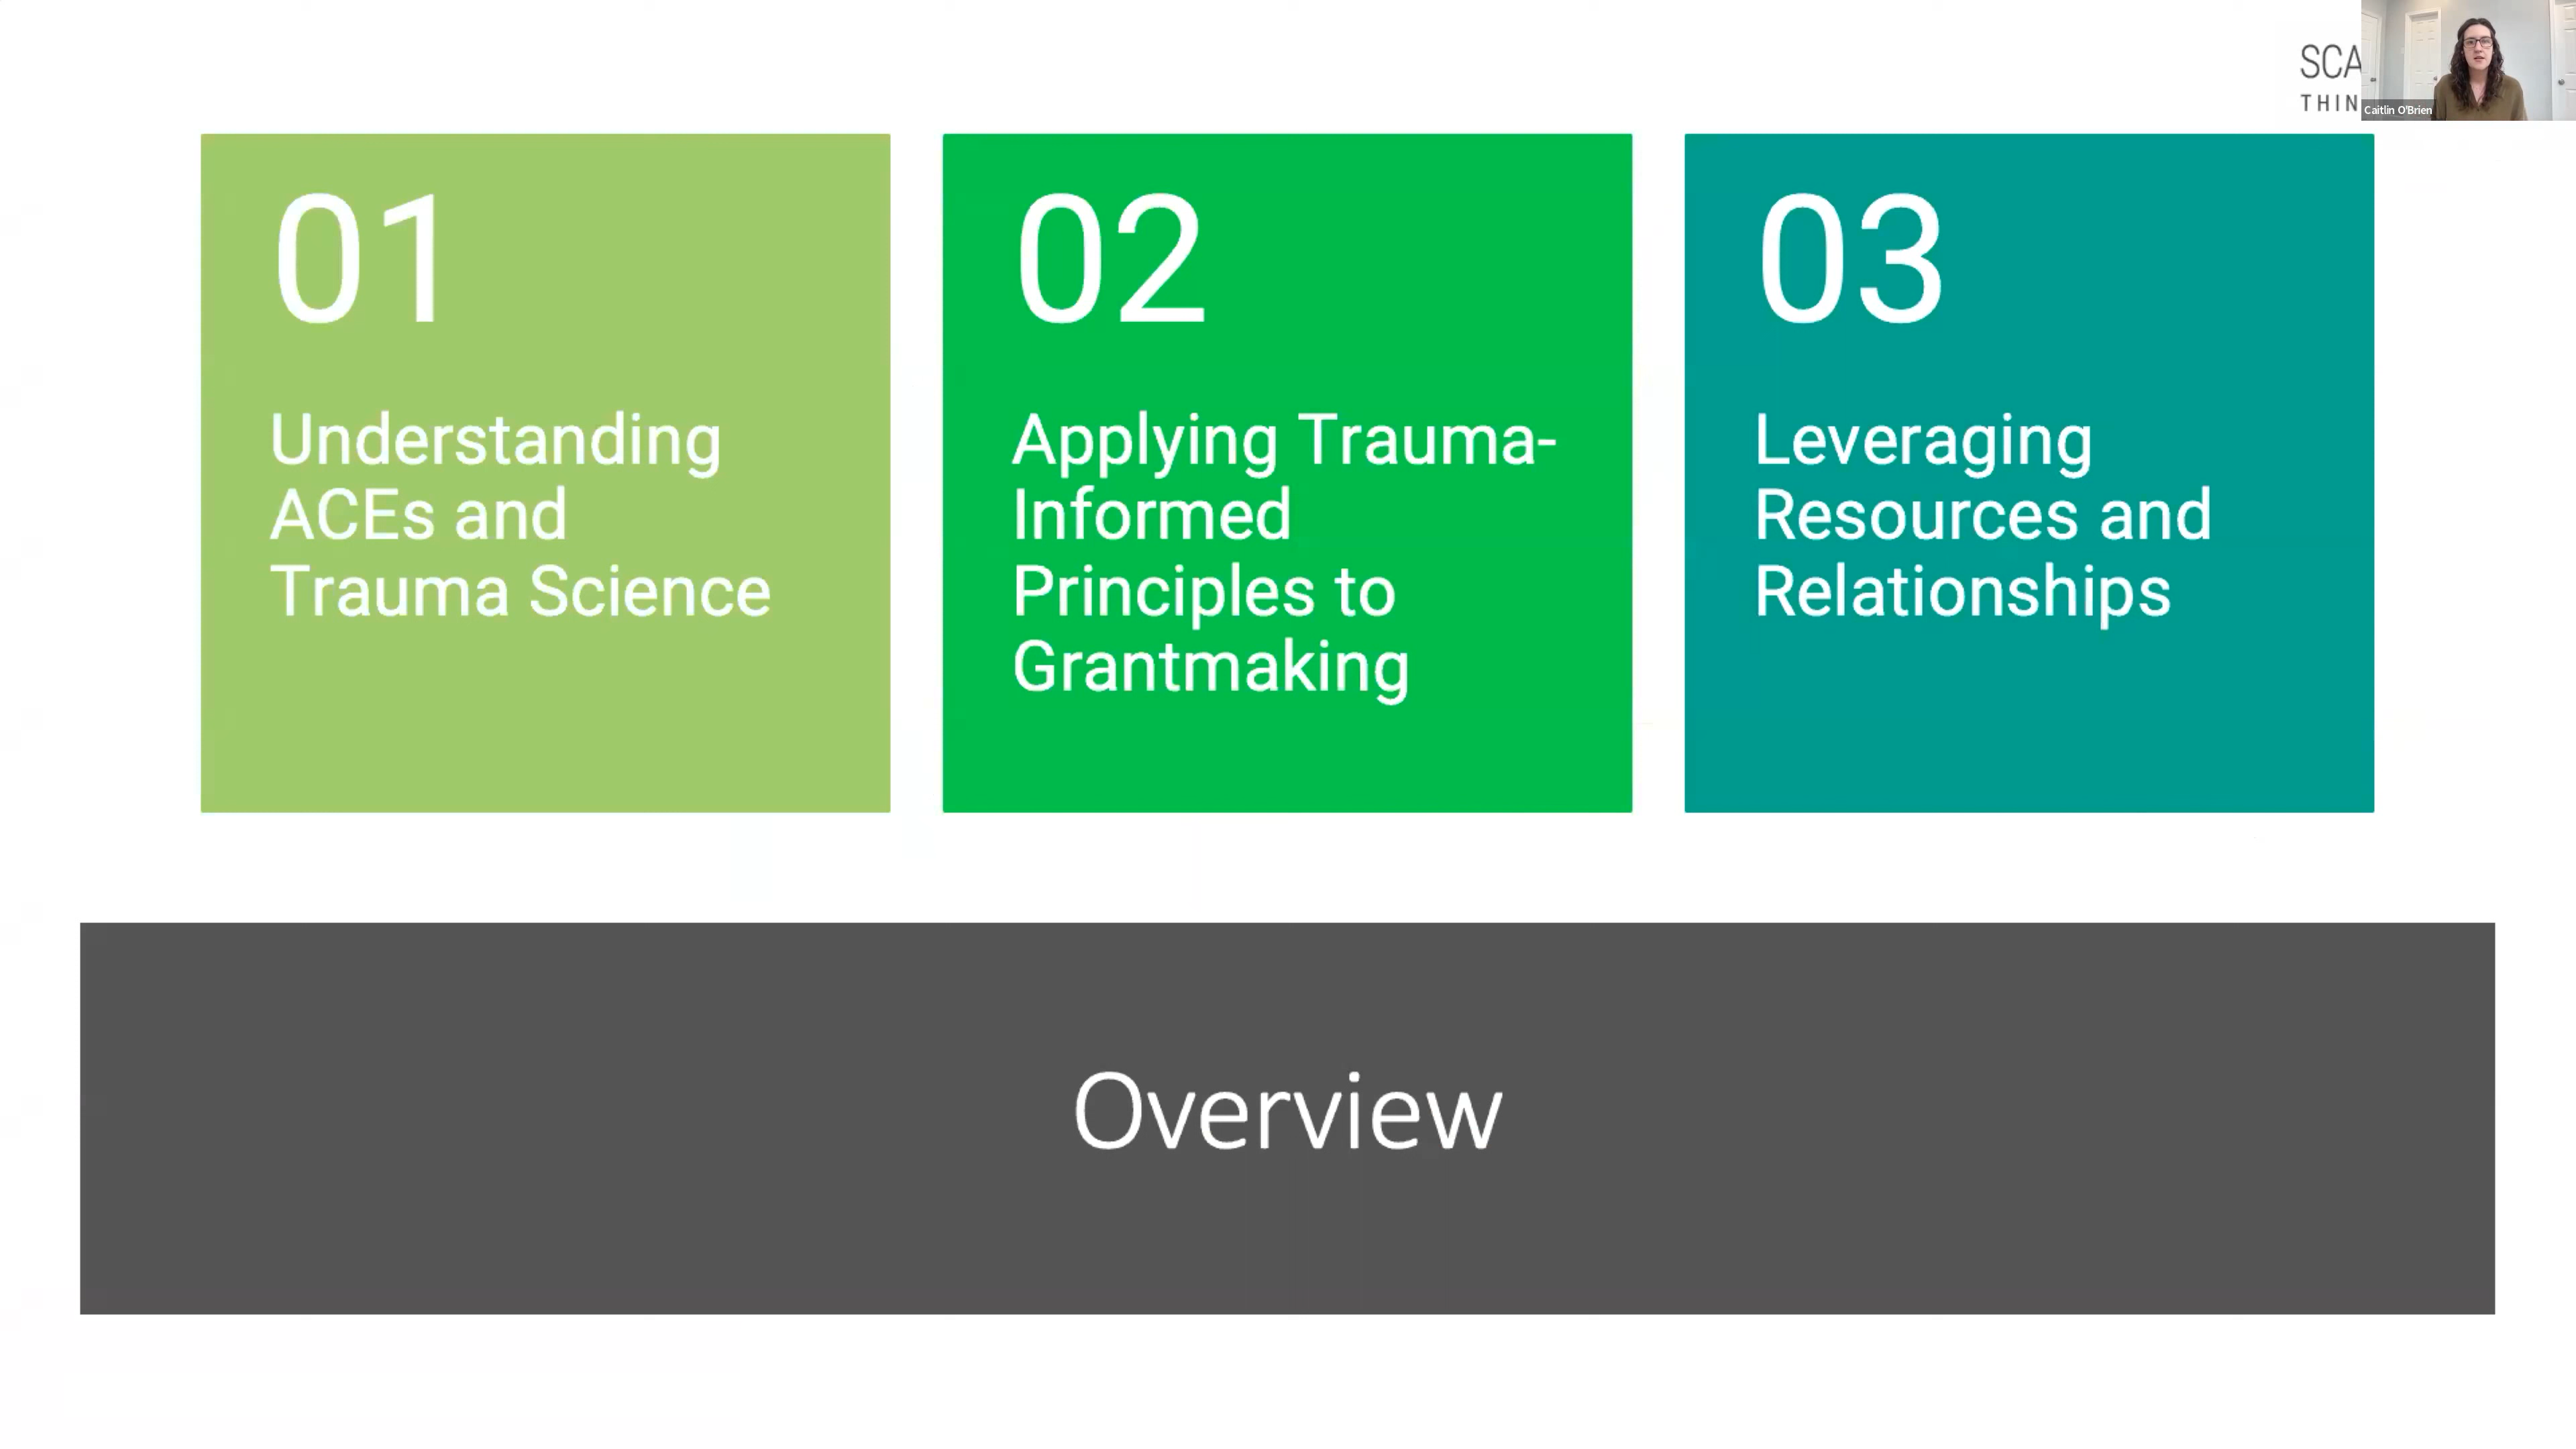 SCA
THIN
Caitlin O'Brien
01
Understanding
ACEs and
Trauma Science
02
Applying Trauma-
Informed
Principles to
Grantmaking
03
Leveraging
Resources and
Relationships
Overview